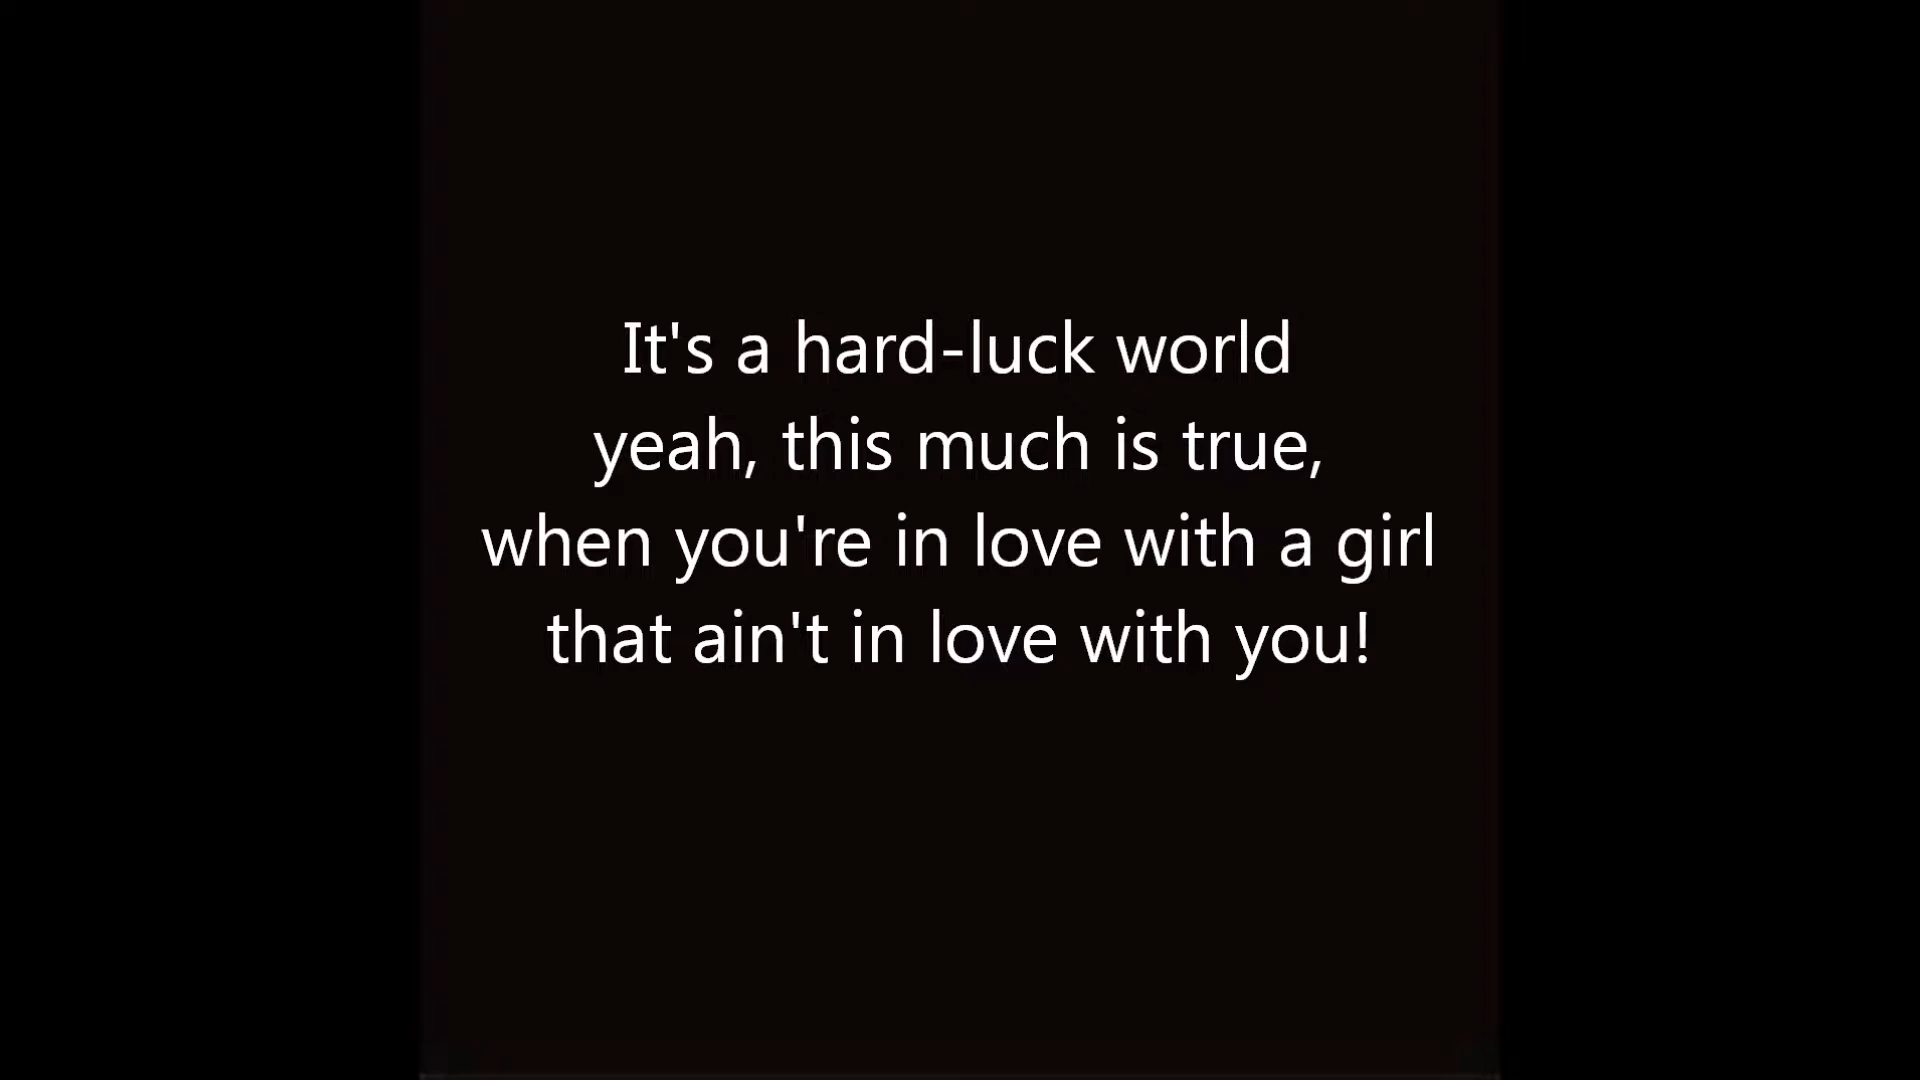 It's a hard-luck world
yeah, this much is true,
when you're in love with a girl
that ain't in love with you!